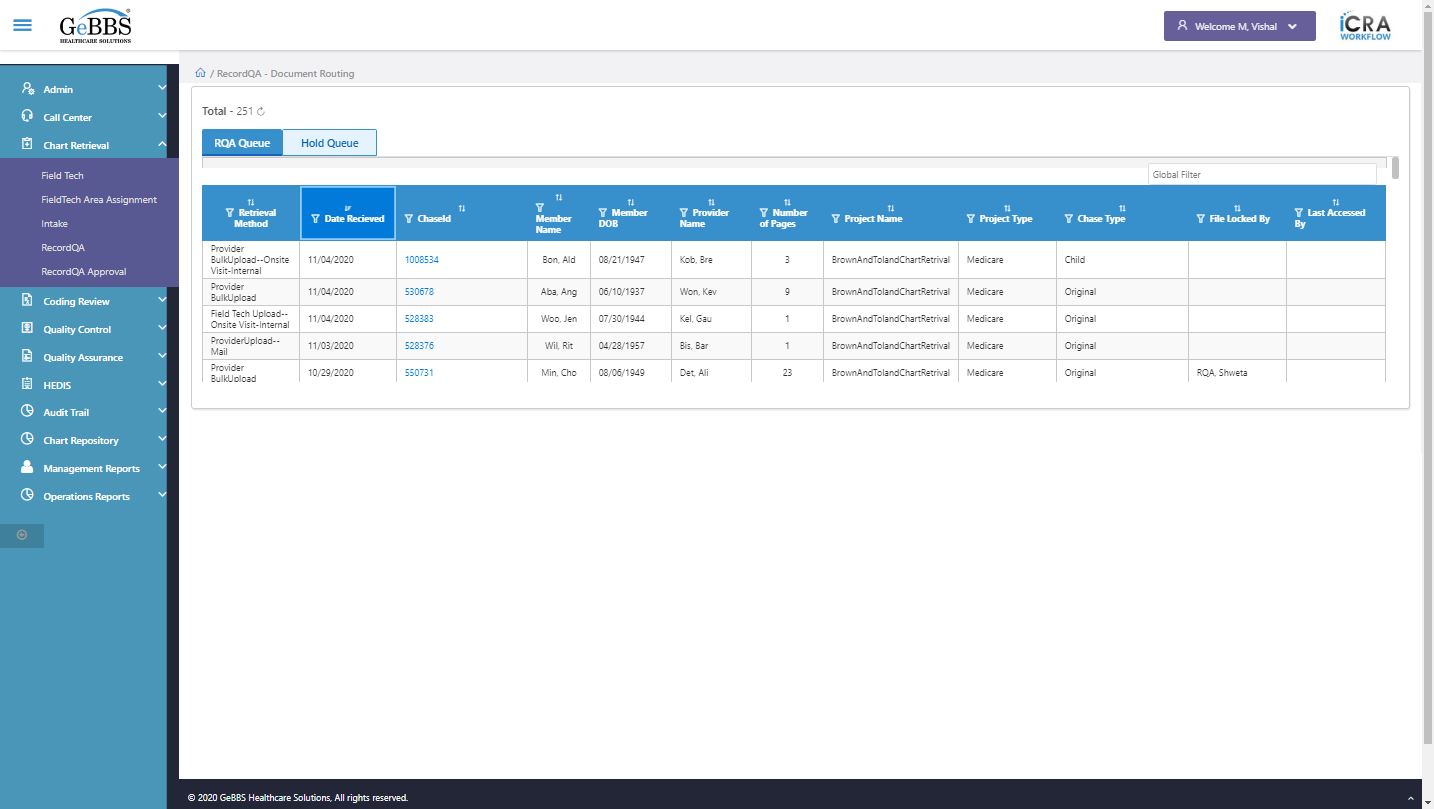 GeBBS®
HEALTHCARE SOLUTIONS
Welcome M, Vishal
iCRA
WORKFLOW
Admin
Call Center
Chart Retrieval
Field Tech
FieldTech Area Assignment
Intake
RecordQA
RecordQA Approval
Coding Review
Quality Control
Quality Assurance
HEDIS
Audit Trail
Chart Repository
Management Reports
Operations Reports
/ RecordQA - Document Routing
Total - 251
RQA Queue Hold Queue
Global Filter
Retrieval
Method
Date Recieved
ChaseId
Member
Name
Member
DOB
Provider
Name
Number
of Pages
Project Name
Project Type
Chase Type
File Locked By
Last Accessed
By
Provider
BulkUpload--Onsite
Visit-Internal
11/04/2020 1008534 Bon, Ald 08/21/1947 Kob, Bre 3 BrownAndTolandChartRetrival Medicare Child
Provider
BulkUpload
11/04/2020 530678 Aba, Ang 06/10/1937 Won, Kev 9 BrownAndTolandChartRetrival Medicare Original
Field Tech Upload--
Onsite Visit-Internal
11/04/2020 528383 Woo, Jen 07/30/1944 Kel, Gau 1 BrownAndTolandChartRetrival Medicare Original
ProviderUpload--
Mail
11/03/2020 528376 Wil, Rit 04/28/1957 Bis, Bar 1 BrownAndTolandChartRetrival Medicare Original
Provider
BulkUpload
10/29/2020 550731 Min, Cho 08/06/1949 Det, Ali 23 BrownAndTolandChartRetrival Medicare Original RQA, Shweta
© 2020 GeBBS Healthcare Solutions, All rights reserved.